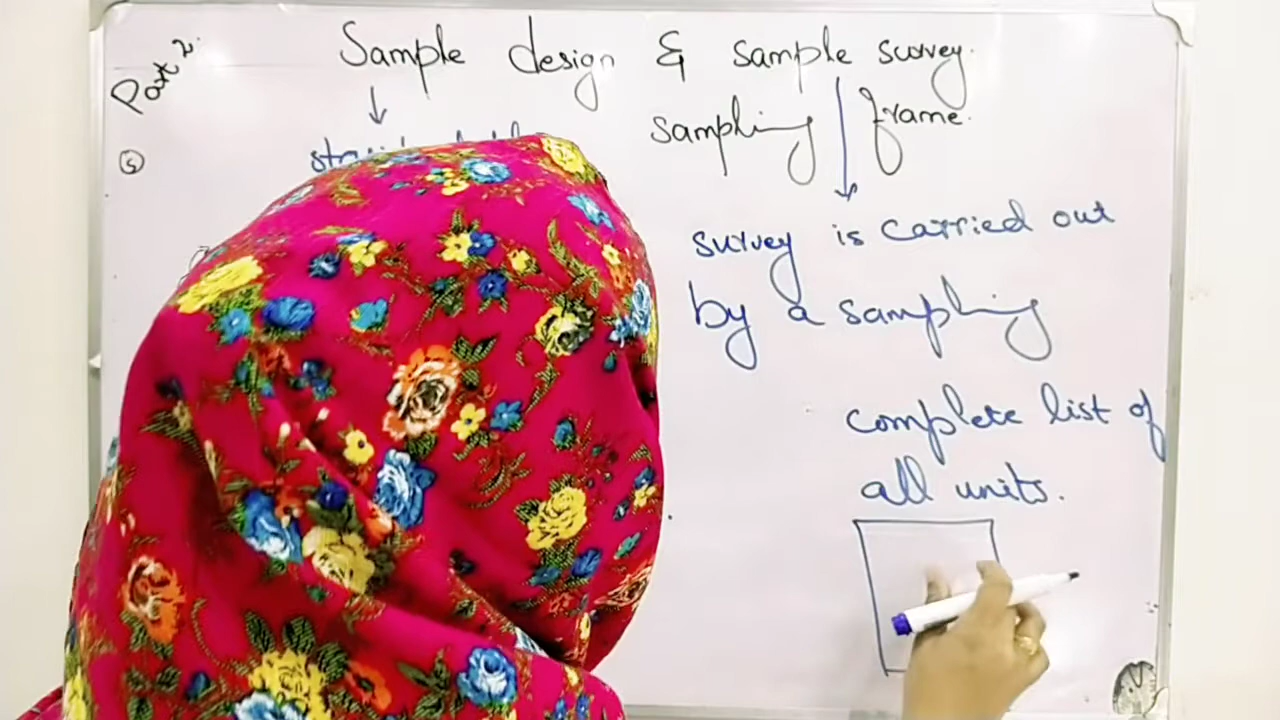 Part 2.
Sample design & sample survey.
sampling frame.
⑤
survey is carried out
by a sampling
complete list of
all units.